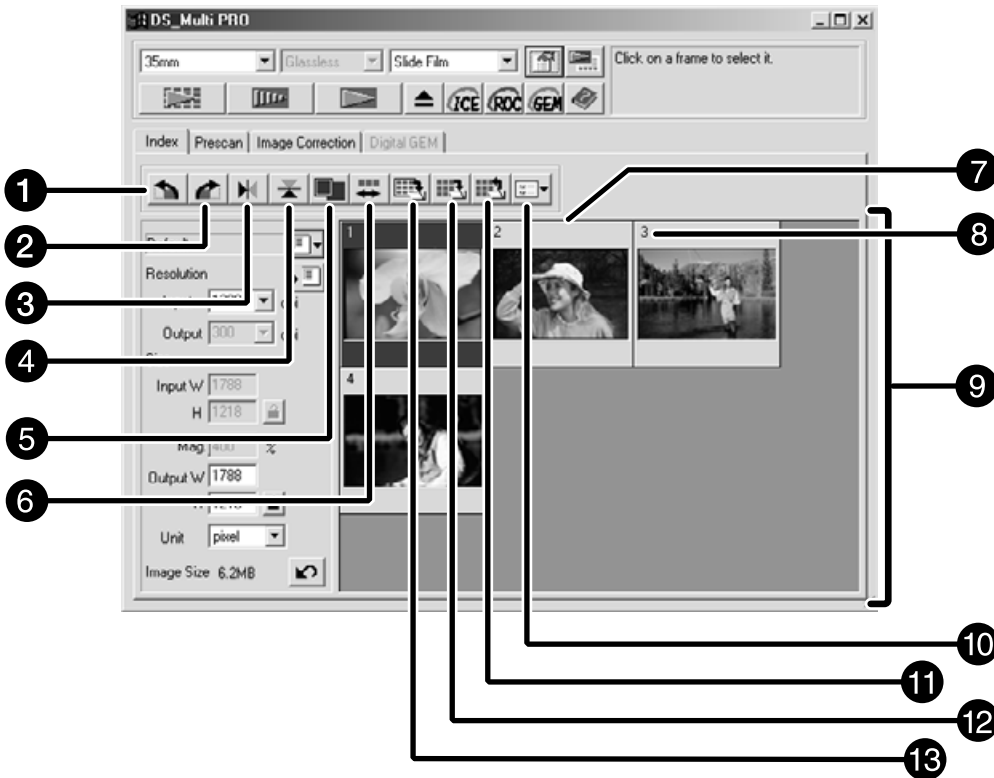 DS_Multi PRO
35mm Glassless Slide Film Click on a frame to select it.
ICE ROC GEM
Index Prescan Image Correction Digital GEM
1 7
2 8
3
4
5
6
9
10
11
12
13
1 2 3
4
Resolution
Output 300
Input W 1788
H 1218
Mag. 400 %
Output W 1788
Unit pixel
Image Size 6.2MB